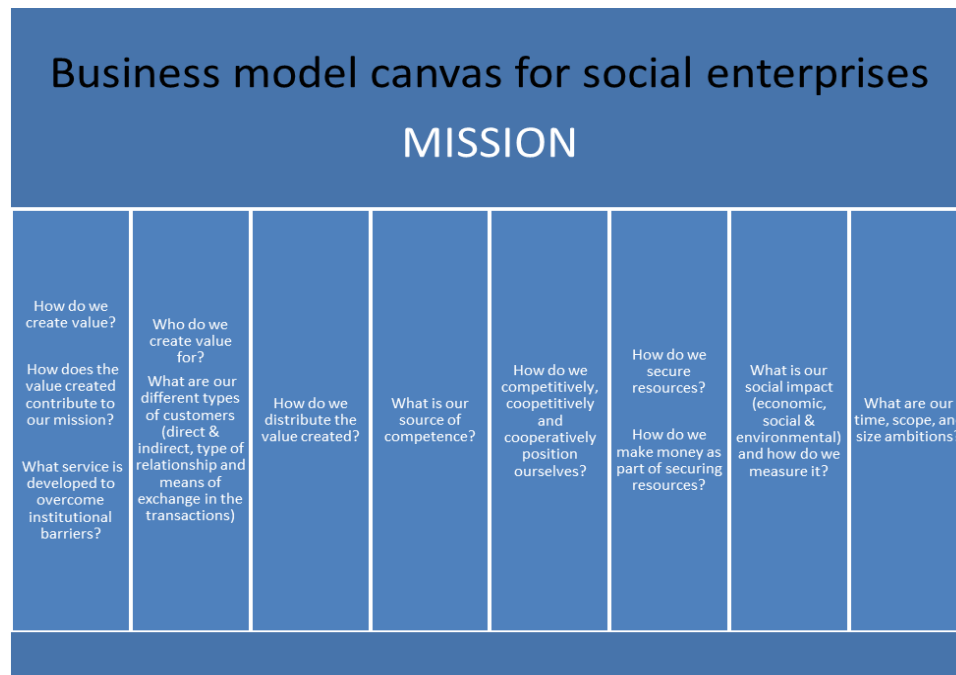 Business model canvas for social enterprises
MISSION
How do we
create value?
How does the
value created
contribute to
our mission?
What service is
developed to
overcome
institutional
barriers?
Who do we
create value
for?
What are our
different types
of customers
(direct &
indirect, type of
relationship and
means of
exchange in the
transactions)
How do we
distribute the
value created?
What is our
source of
competence?
How do we
competitively,
coopetitively
and
cooperatively
position
ourselves?
How do we
secure
resources?
How do we
make money as
part of securing
resources?
What is our
social impact
(economic,
social &
environmental)
and how do we
measure it?
What are our
time, scope, an
size ambitions?